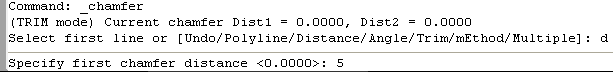 Command: _chamfer
(TRIM mode) Current chamfer Dist1 = 0.0000, Dist2 = 0.0000
Select first line or [Undo/Polyline/Distance/Angle/Trim/mEthod/Multiple]: d
Specify first chamfer distance <0.0000>: 5